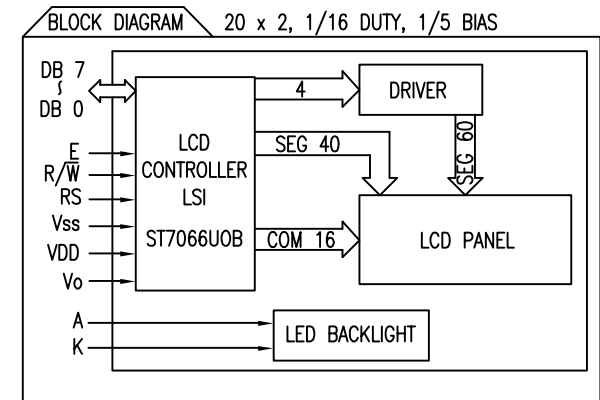 BLOCK DIAGRAM
20 x 2, 1/16 DUTY, 1/5 BIAS
DB 7
~
DB 0
E
R/W̅
RS
Vss
VDD
Vo
A
K
LCD
CONTROLLER
LSI
ST7066UOB
4
DRIVER
SEG 40
SEG 60
COM 16
LCD PANEL
LED BACKLIGHT